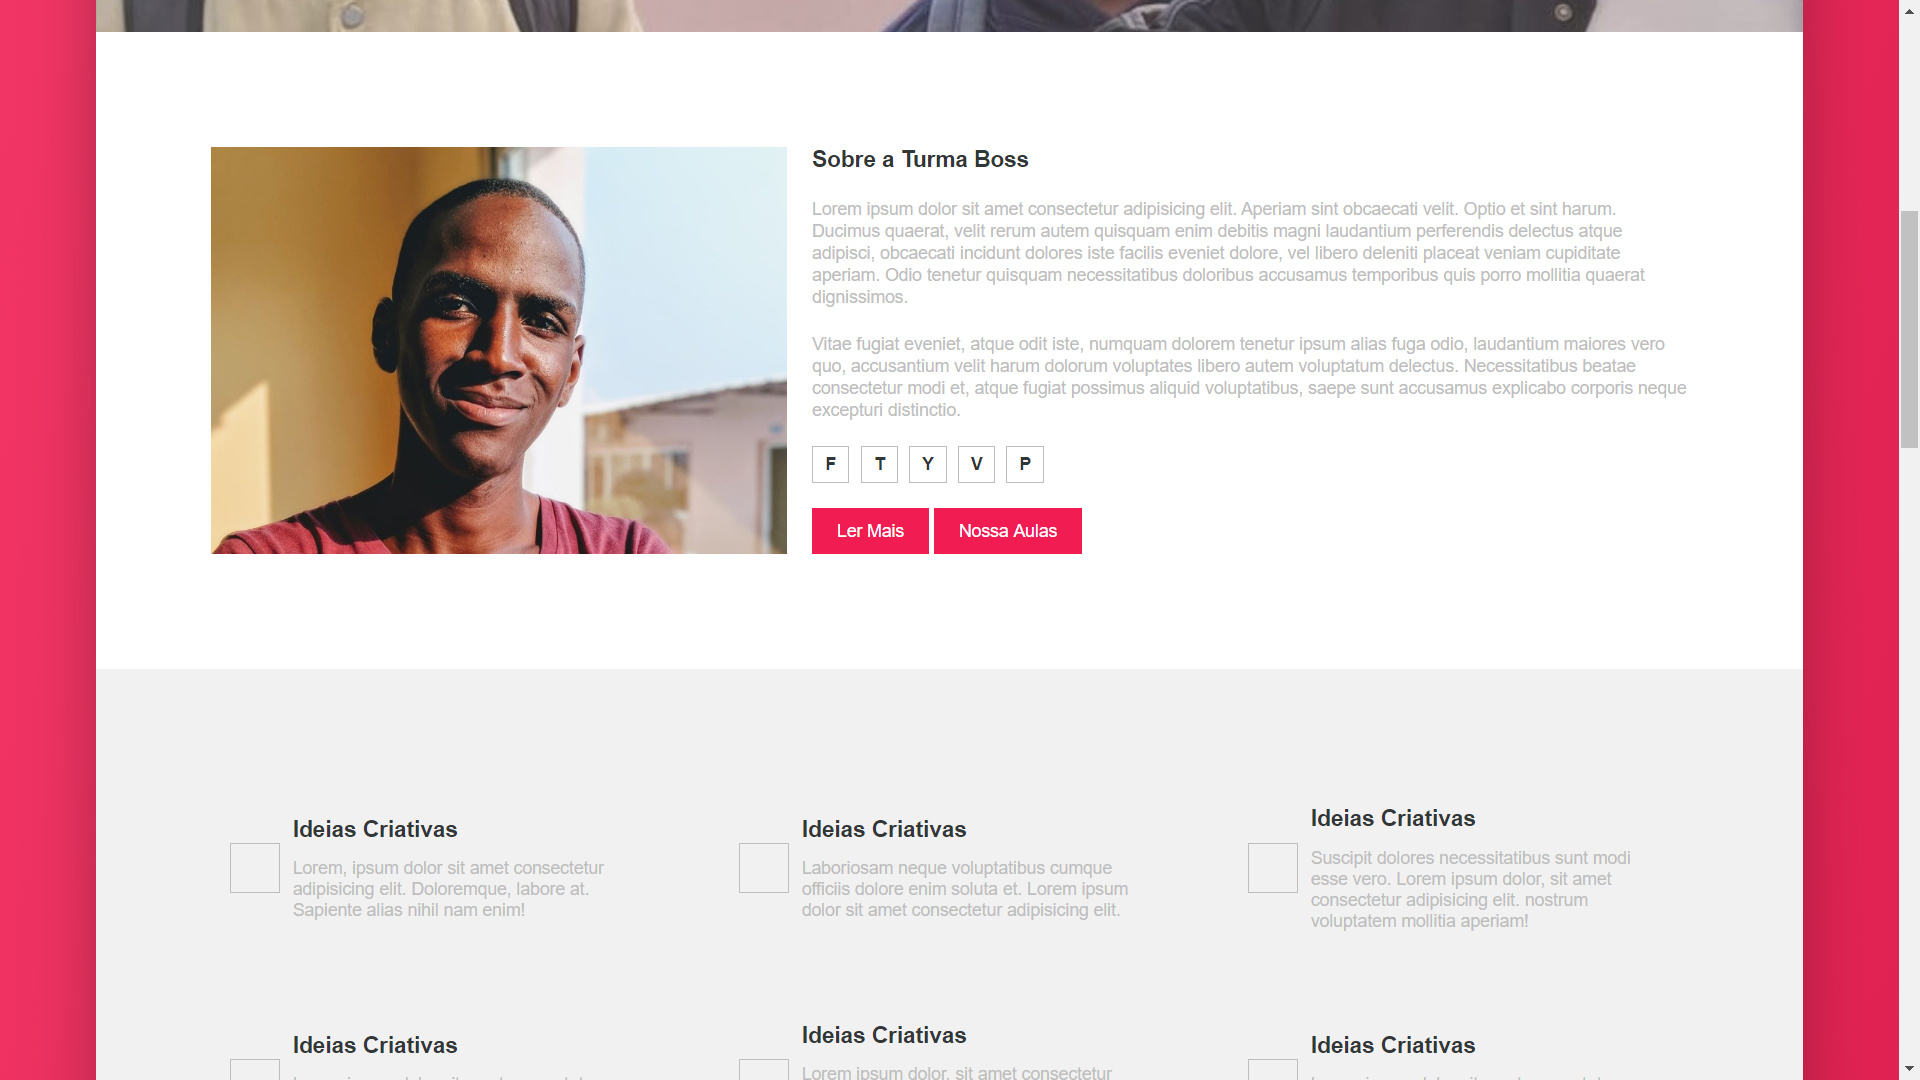 Sobre a Turma Boss
Lorem ipsum dolor sit amet consectetur adipisicing elit. Aperiam sint obcaecati velit. Optio et sint harum.
Ducimus quaerat, velit rerum autem quisquam enim debitis magni laudantium perferendis delectus atque
adipisci, obcaecati incidunt dolores iste facilis eveniet dolore, vel libero deleniti placeat veniam cupiditate
aperiam. Odio tenetur quisquam necessitatibus doloribus accusamus temporibus quis porro mollitia quaerat
dignissimos.
Vitae fugiat eveniet, atque odit iste, numquam dolorem tenetur ipsum alias fuga odio, laudantium maiores vero
quo, accusantium velit harum dolorum voluptates libero autem voluptatum delectus. Necessitatibus beatae
consectetur modi et, atque fugiat possimus aliquid voluptatibus, saepe sunt accusamus explicabo corporis neque
excepturi distinctio.
F T Y V P
Ler Mais Nossa Aulas
Ideias Criativas
Lorem, ipsum dolor sit amet consectetur
adipisicing elit. Doloremque, labore at.
Sapiente alias nihil nam enim!
Ideias Criativas
Laboriosam neque voluptatibus cumque
officiis dolore enim soluta et. Lorem ipsum
dolor sit amet consectetur adipisicing elit.
Ideias Criativas
Suscipit dolores necessitatibus sunt modi
esse vero. Lorem ipsum dolor, sit amet
consectetur adipisicing elit. nostrum
voluptatem mollitia aperiam!
Ideias Criativas
Ideias Criativas
Lorem ipsum dolor, sit amet consectetur
Ideias Criativas